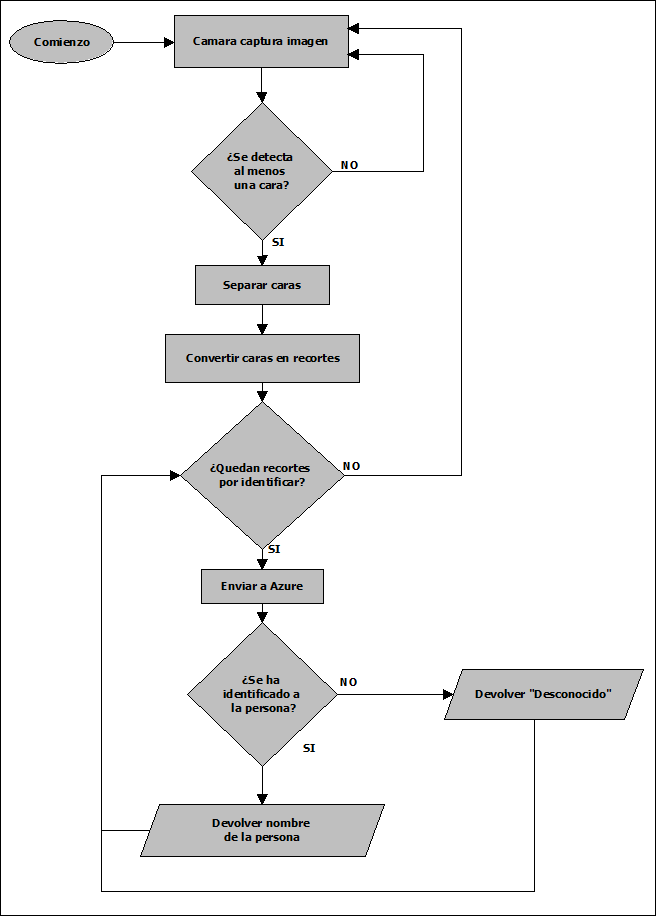 Comienzo
Camara captura imagen
¿Se detecta
al menos
una cara?
NO
SI
Separar caras
Convertir caras en recortes
¿Quedan recortes
por identificar?
NO
SI
Enviar a Azure
¿Se ha
identificado a
la persona?
NO
Devolver "Desconocido"
SI
Devolver nombre
de la persona